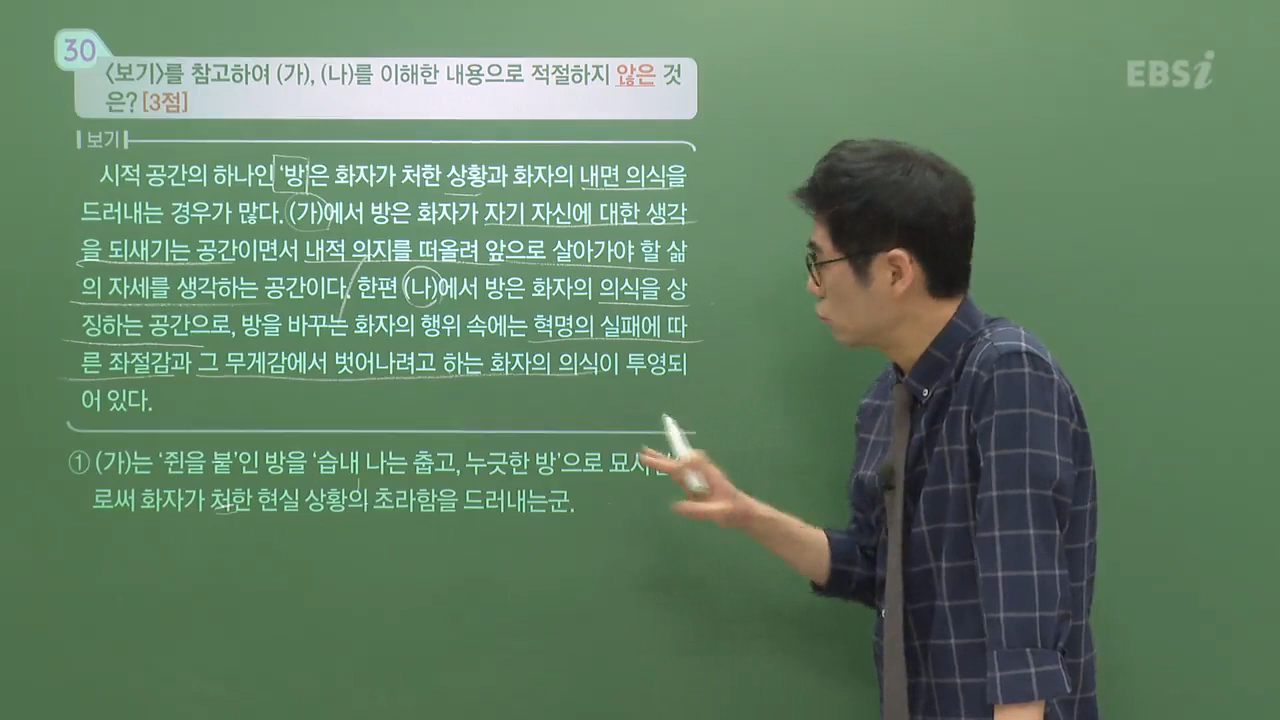 30
〈보기〉를 참고하여 (가), (나)를 이해한 내용으로 적절하지 않은 것
은? [3점]
EBSi
보기
시적 공간의 하나인 '방'은 화자가 처한 상황과 화자의 내면 의식을
드러내는 경우가 많다. (가)에서 방은 화자가 자기 자신에 대한 생각
을 되새기는 공간이면서 내적 의지를 떠올려 앞으로 살아가야 할 삶
의 자세를 생각하는 공간이다. 한편 (나)에서 방은 화자의 의식을 상
징하는 공간으로, 방을 바꾸는 화자의 행위 속에는 혁명의 실패에 따
른 좌절감과 그 무게감에서 벗어나려고 하는 화자의 의식이 투영되
어 있다.
① (가)는 '쥔을 붙'인 방을 '습내 나는 춥고, 누긋한 방'으로
로써 화자가 처한 현실 상황의 초라함을 드러내는군.